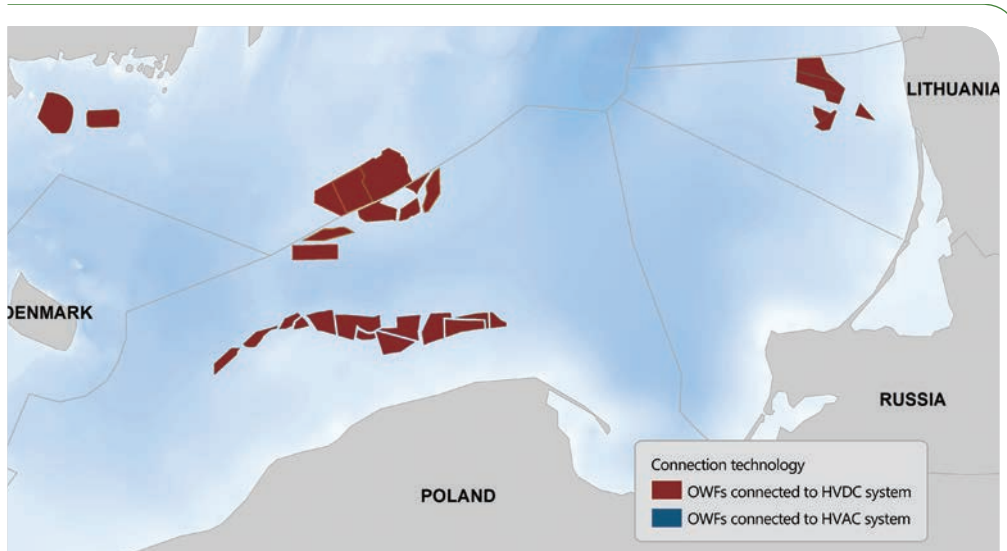 LITHUANIA
DENMARK
RUSSIA
POLAND
Connection technology
OWFs connected to HVDC system
OWFs connected to HVAC system